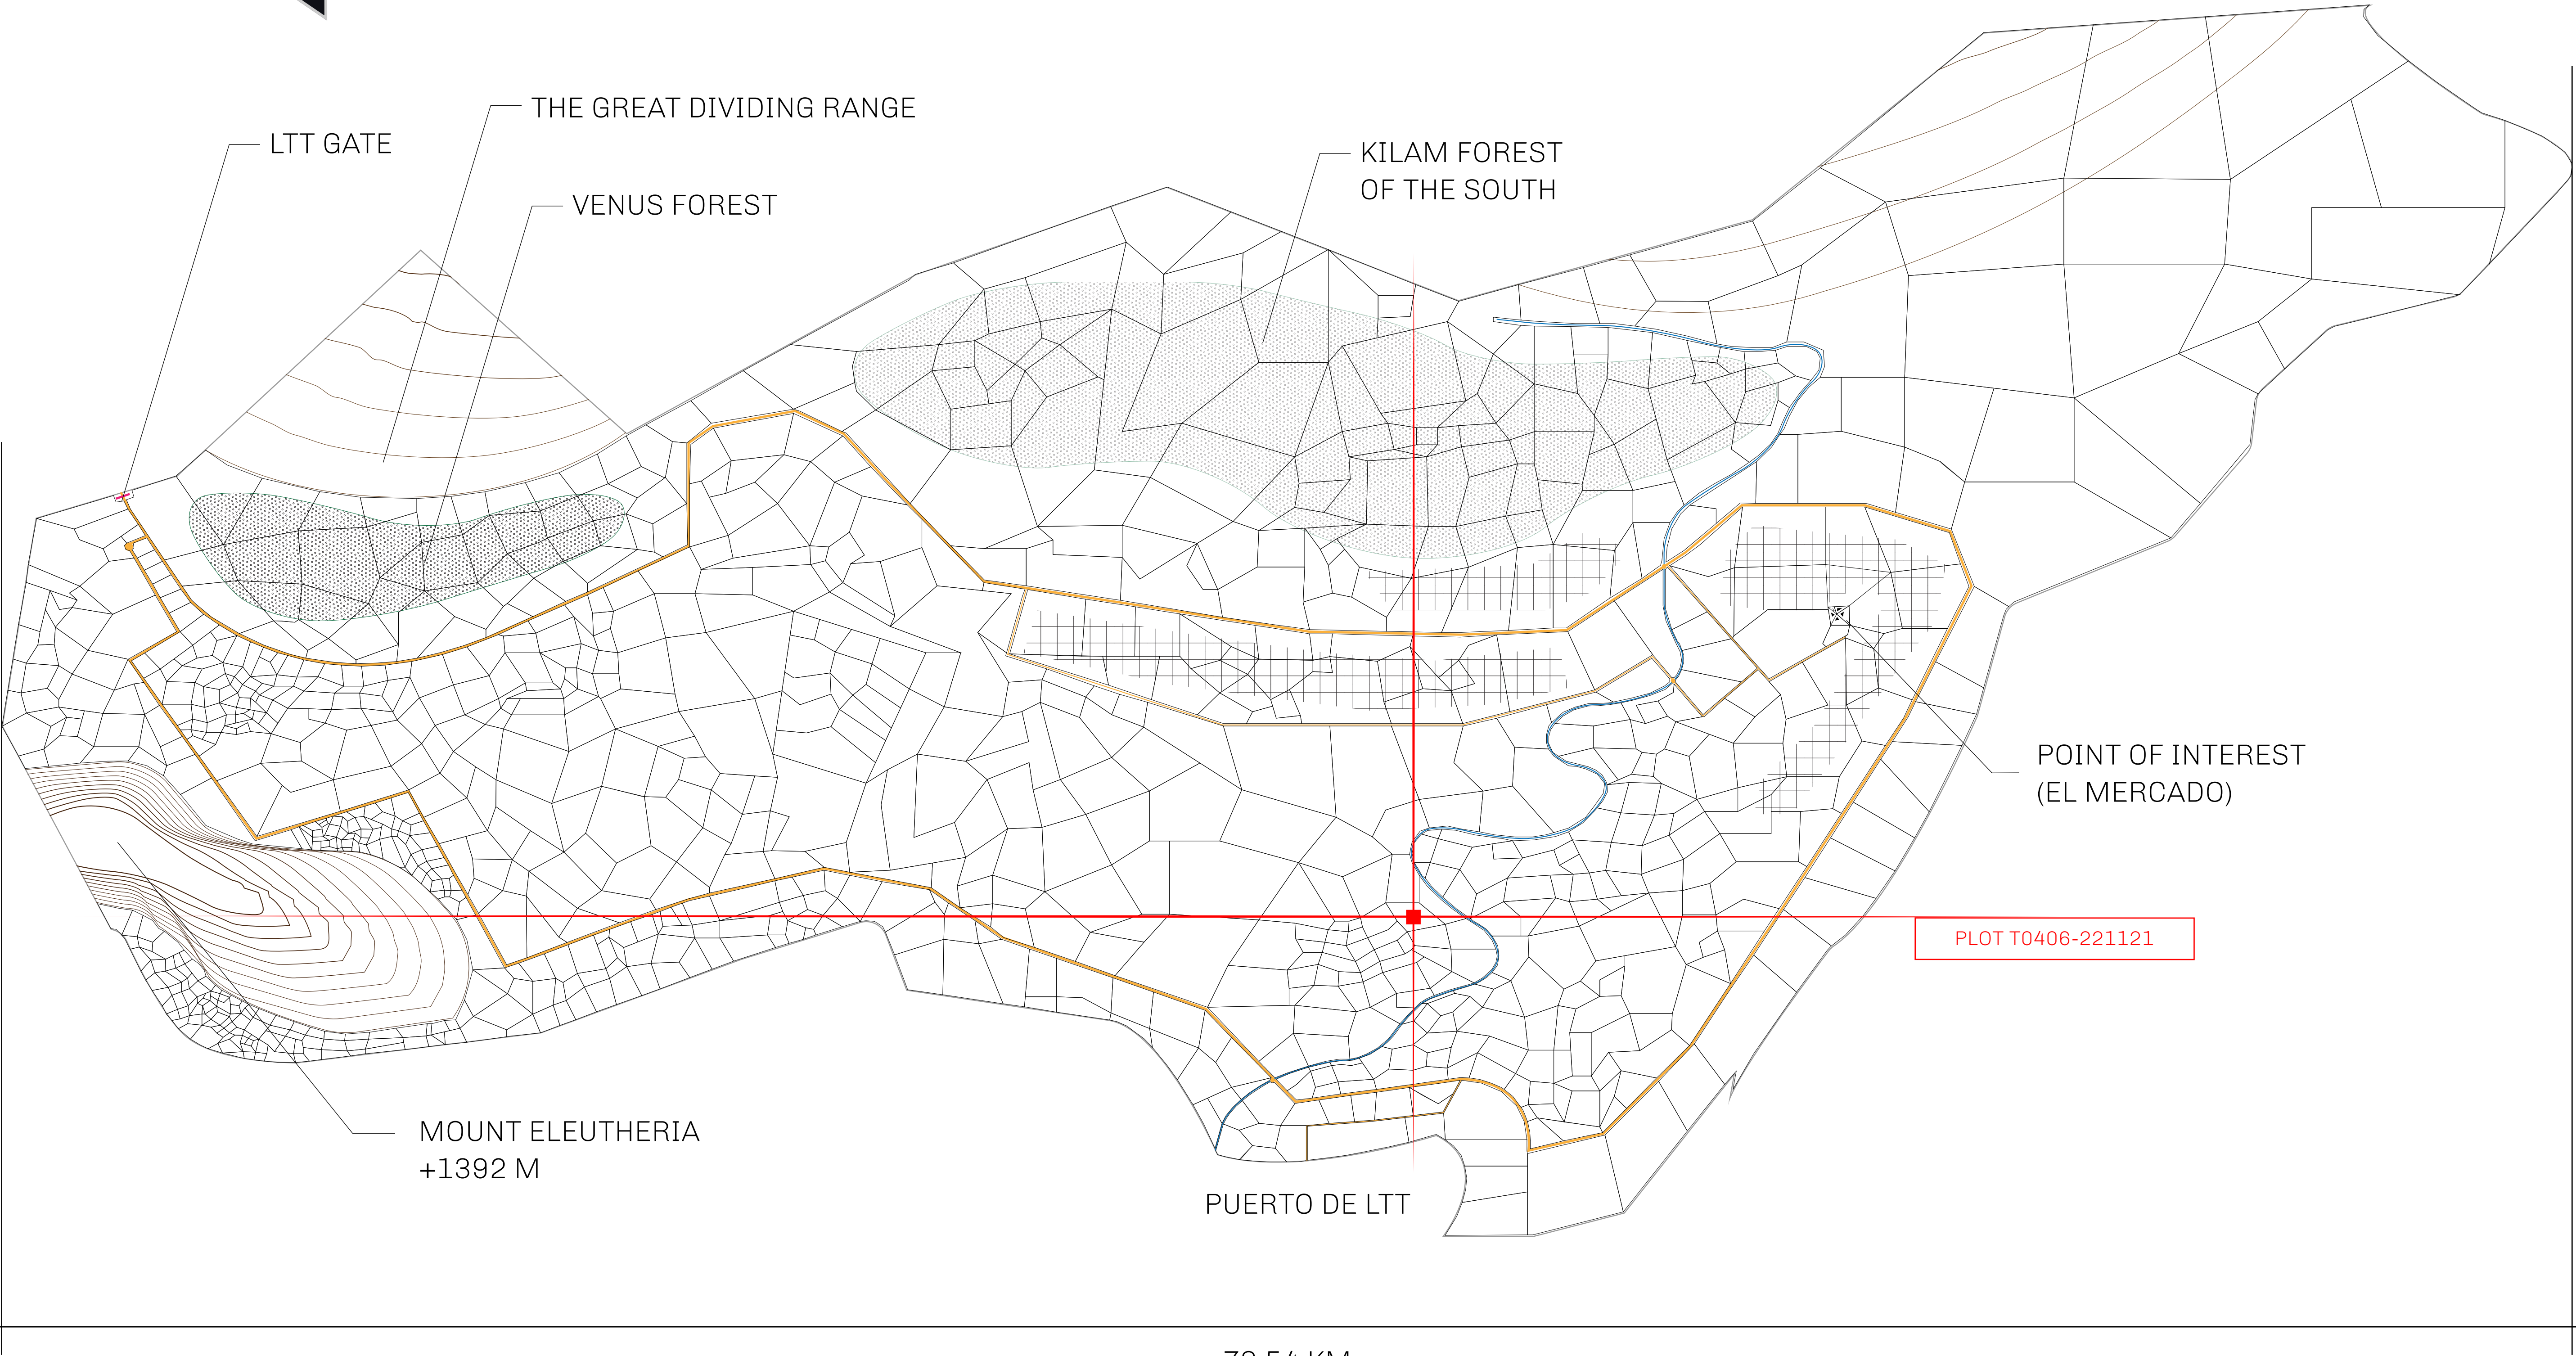 THE GREAT DIVIDING RANGE
LTT GATE
VENUS FOREST
KILAM FOREST
OF THE SOUTH
POINT OF INTEREST
(EL MERCADO)
PLOT T0406-221121
MOUNT ELEUTHERIA
+1392 M
PUERTO DE LTT
KM